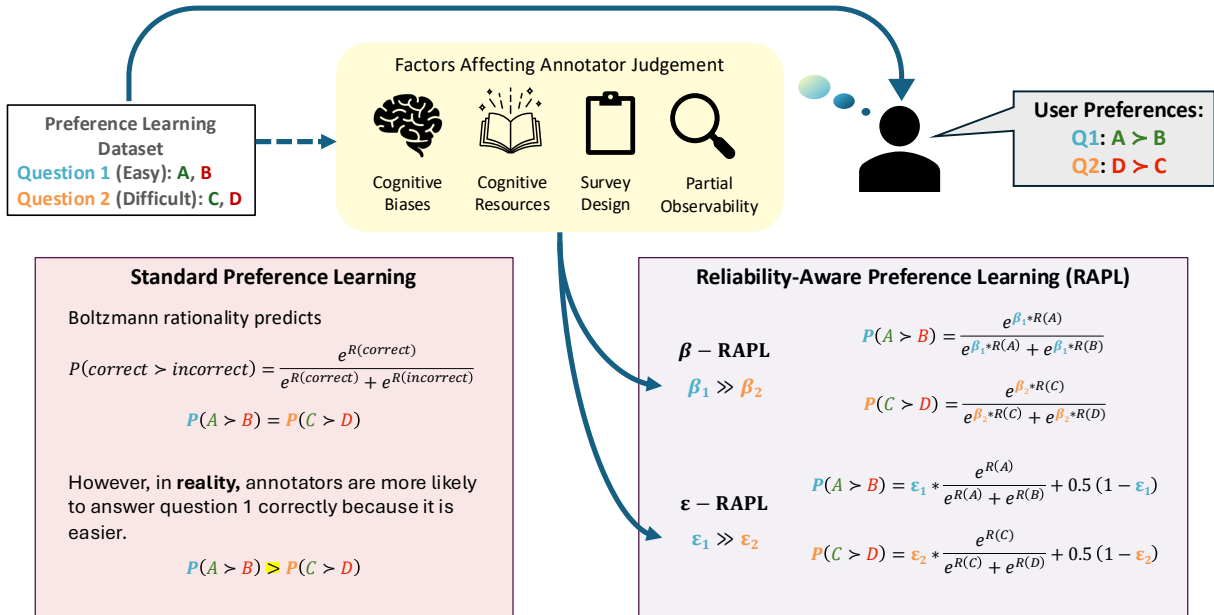 Factors Affecting Annotator Judgement
Cognitive
Biases
Cognitive
Resources
Survey
Design
Partial
Observability
Preference Learning
Dataset
Question 1 (Easy): A, B
Question 2 (Difficult): C, D
User Preferences:
Q1: A ≻ B
Q2: D ≻ C
Standard Preference Learning
Boltzmann rationality predicts
P(correct ≻ incorrect) = e^{R(correct)} / (e^{R(correct)} + e^{R(incorrect)})
P(A ≻ B) = P(C ≻ D)
However, in reality, annotators are more likely
to answer question 1 correctly because it is
easier.
P(A ≻ B) > P(C ≻ D)
Reliability-Aware Preference Learning (RAPL)
β − RAPL
β₁ ≫ β₂
P(A ≻ B) = e^{β₁*R(A)} / (e^{β₁*R(A)} + e^{β₁*R(B)})
P(C ≻ D) = e^{β₂*R(C)} / (e^{β₂*R(C)} + e^{β₂*R(D)})
ε − RAPL
ε₁ ≫ ε₂
P(A ≻ B) = ε₁ * e^{R(A)} / (e^{R(A)} + e^{R(B)}) + 0.5 (1 − ε₁)
P(C ≻ D) = ε₂ * e^{R(C)} / (e^{R(C)} + e^{R(D)}) + 0.5 (1 − ε₂)